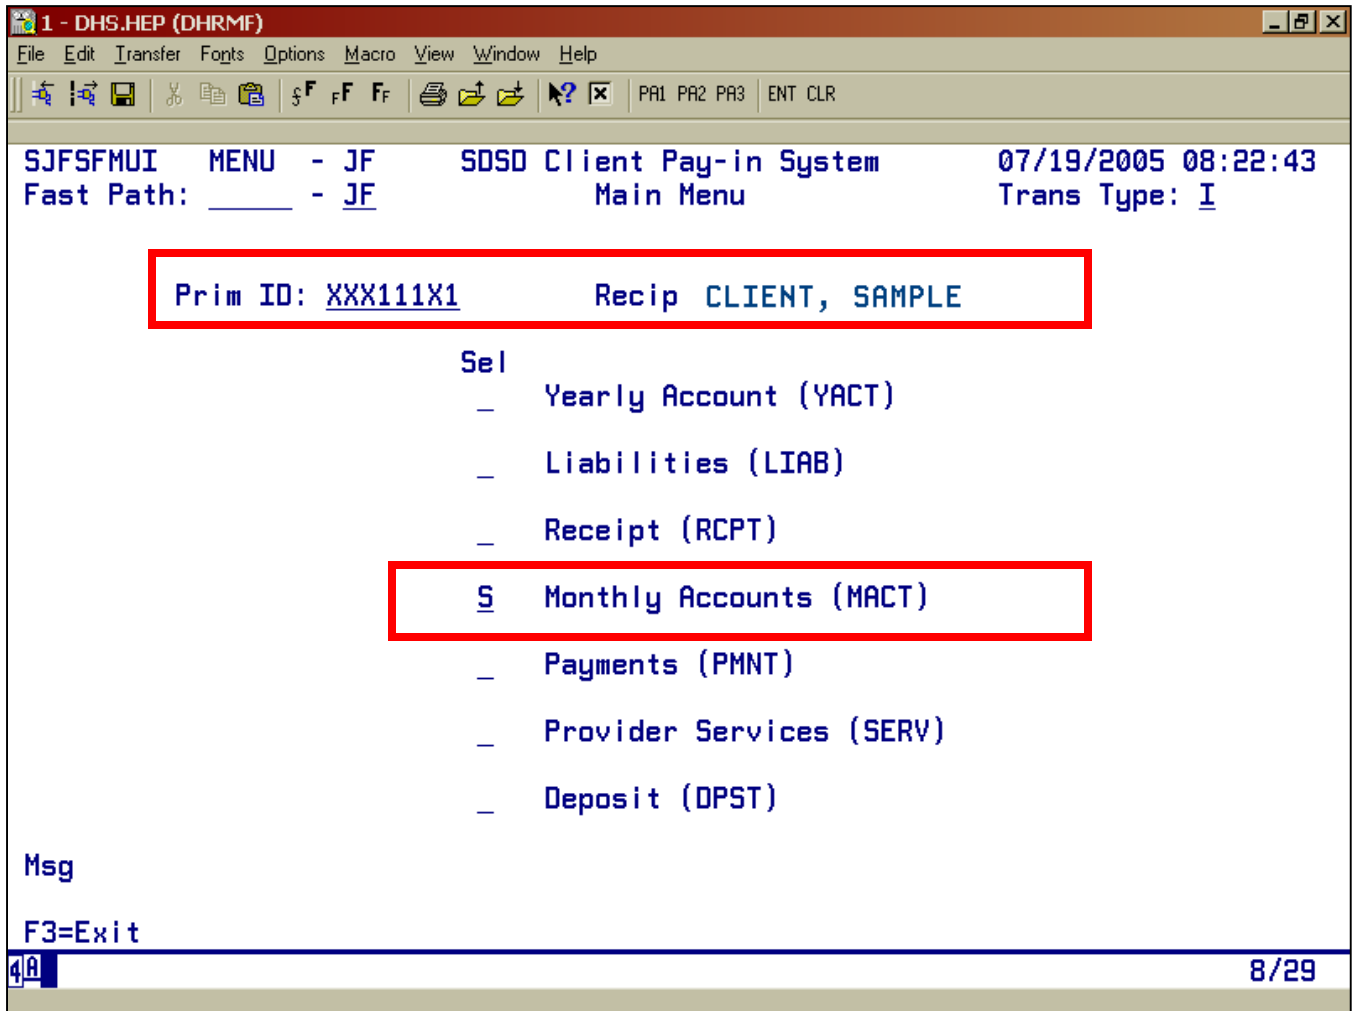 1 - DHS.HEP (DHRMF)
File Edit Transfer Fonts Options Macro View Window Help
PA1 PA2 PA3 ENT CLR
SJFSFMUI MENU - JF SDSD Client Pay-in System 07/19/2005 08:22:43
Fast Path: _____ - JF Main Menu Trans Type: I
Prim ID: XXX111X1 Recip CLIENT, SAMPLE
Sel
_ Yearly Account (YACT)
_ Liabilities (LIAB)
_ Receipt (RCPT)
S Monthly Accounts (MACT)
_ Payments (PMNT)
_ Provider Services (SERV)
_ Deposit (DPST)
Msg
F3=Exit
4A 8/29